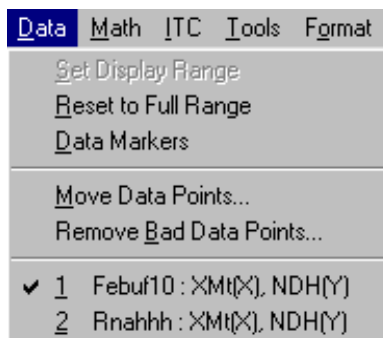 Data Math ITC Tools Format
Set Display Range
Reset to Full Range
Data Markers
Move Data Points...
Remove Bad Data Points...
✔ 1 Febuf10 : XMt(X), NDH(Y)
2 Rnahhh : XMt(X), NDH(Y)